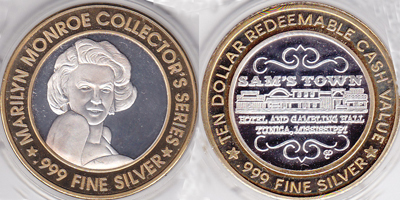 MARILYN MONROE COLLECTOR'S SERIES
★ .999 FINE SILVER ★
TEN DOLLAR REDEEMABLE CASH VALUE
★ .999 FINE SILVER ★
SAM'S TOWN
HOTEL AND GAMBLING HALL
TUNICA, MISSISSIPPI